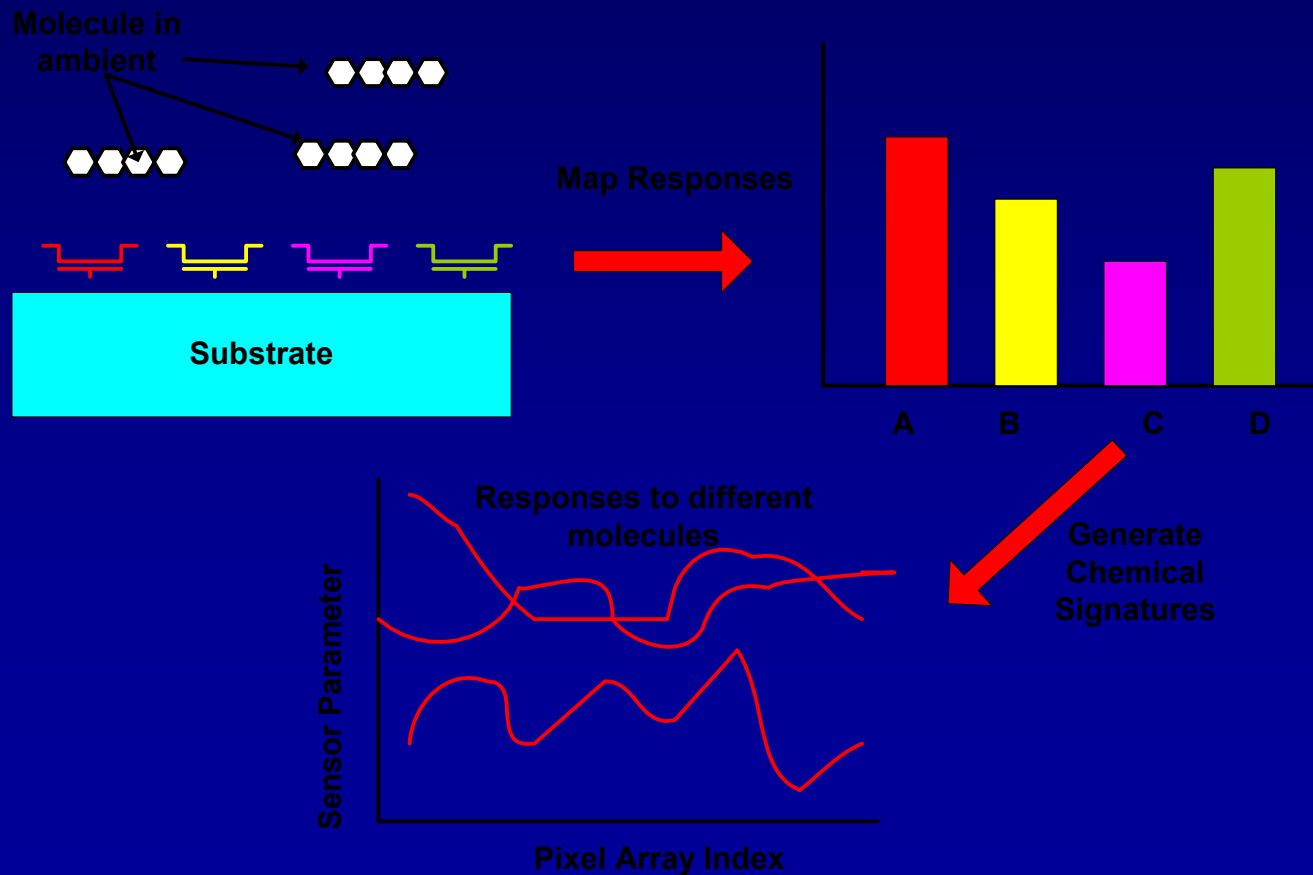 Molecule in
ambient
Map Responses
Substrate
A B C D
Responses to different
molecules
Generate
Chemical
Signatures
Sensor Parameter
Pixel Array Index